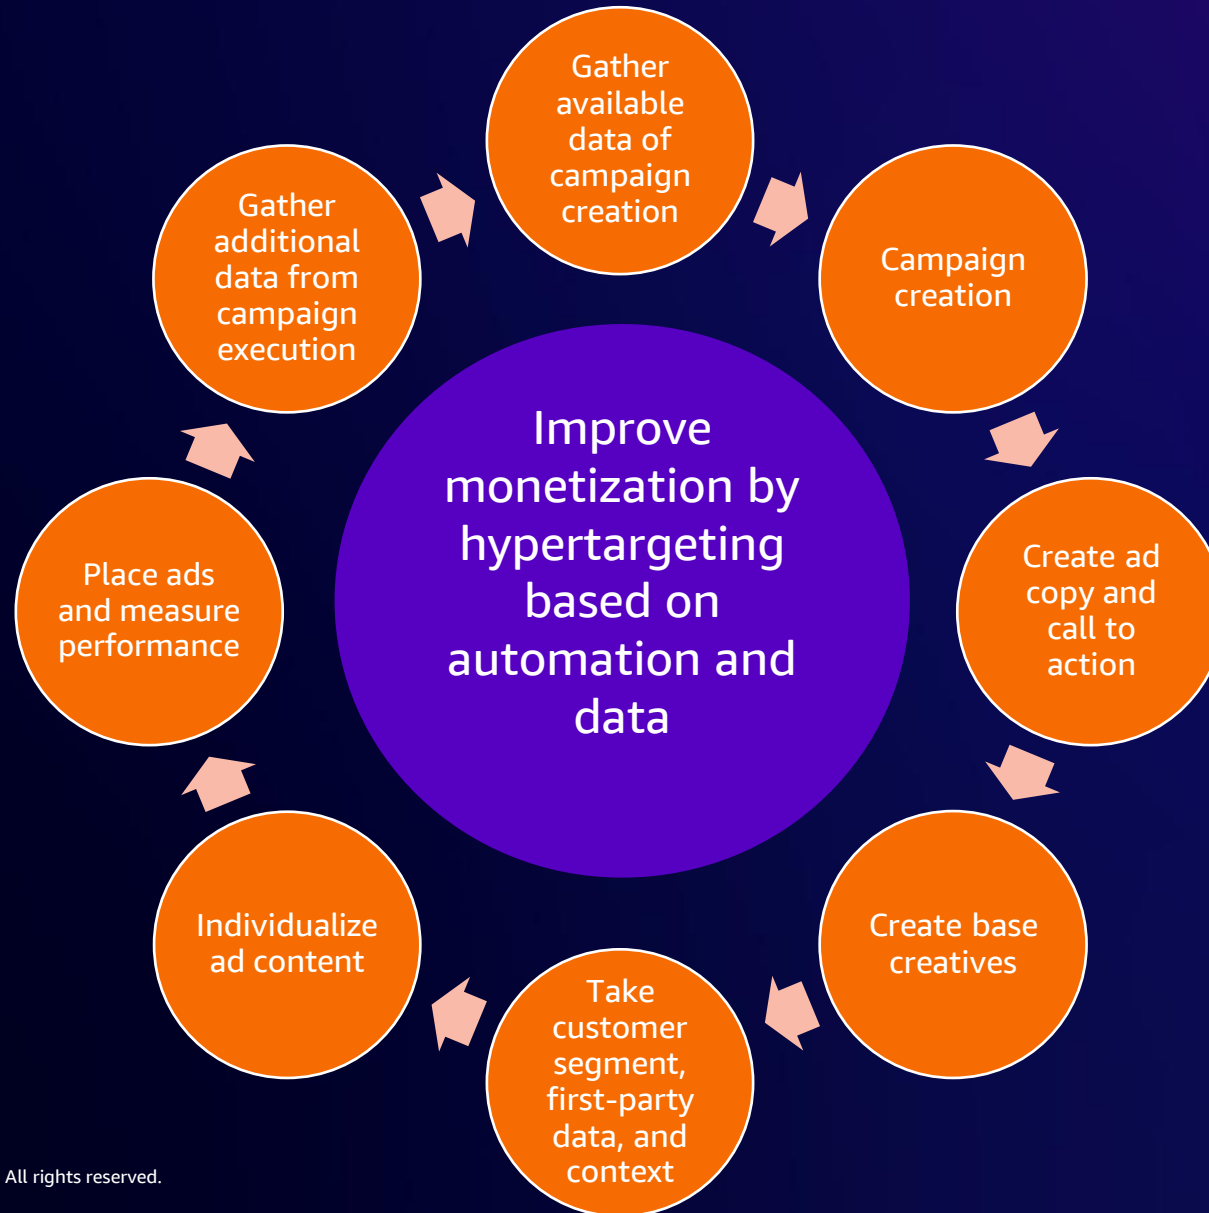 Gather
available
data of
campaign
creation
Campaign
creation
Create ad
copy and
call to
action
Create base
creatives
Take
customer
segment,
first-party
data, and
context
Individualize
ad content
Place ads
and measure
performance
Gather
additional
data from
campaign
execution
Improve
monetization by
hypertargeting
based on
automation and
data
All rights reserved.